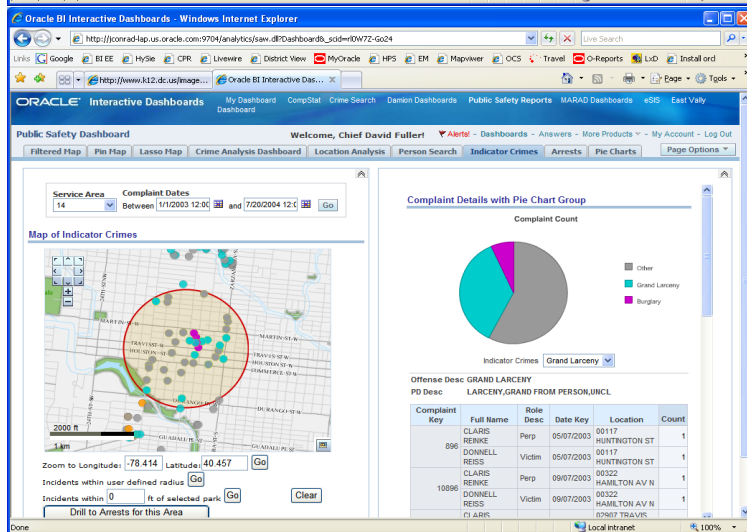 Oracle BI Interactive Dashboards - Windows Internet Explorer
http://jconrad-lap.us.oracle.com:9704/analytics/saw.dll?Dashboard&_scid=rI0W7Z-Go24
Live Search
Links Google BI EE HySie CPR Livewire District View MyOracle HPS EM Mapviewer OCS Travel O-Reports LxD Install ord
http://www.k12.dc.us/image... Oracle BI Interactive Das... X Page Tools
ORACLE Interactive Dashboards My Dashboard CompStat Crime Search Damion Dashboards Public Safety Reports MARAD Dashboards eSIS East Vally
Dashboard
Public Safety Dashboard Welcome, Chief David Fuller! Alerts! - Dashboards - Answers - More Products - My Account - Log Out
Filtered Map Pin Map Lasso Map Crime Analysis Dashboard Location Analysis Person Search Indicator Crimes Arrests Pie Charts Page Options
Service Area Complaint Dates
14 Between 1/1/2003 12:00 and 7/20/2004 12:0 Go
Map of Indicator Crimes
24TH-ST-NW
ZARZAMORA
MARTIN-ST-W
MARTIN-ST-W
TRAVIS-ST-W
HOUSTON-ST-W
TRAVIS-ST-W
HOUSTON-ST-W
COMMERCE-ST-W
DURANGO-ST-W
DURANGO-ST-W
GUADALUPE-ST
GUADALUPE-ST
2000 ft
1 km
Zoom to Longitude: -78.414 Latitude: 40.457 Go
Incidents within user defined radius Go
Incidents within 0 ft of selected park Go Clear
Drill to Arrests for this Area
Complaint Details with Pie Chart Group
Complaint Count
Other
Grand Larceny
Burglary
Indicator Crimes Grand Larceny
Offense Desc GRAND LARCENY
PD Desc LARCENY,GRAND FROM PERSON,UNCL
Complaint Key Full Name Role Desc Date Key Location Count
896 CLARIS REINKE Perp 05/07/2003 00117 HUNTINGTON ST 1
DONNELL REISS Victim 05/07/2003 00117 HUNTINGTON ST 1
10896 CLARIS REINKE Perp 09/07/2003 00322 HAMILTON AV N 1
DONNELL REISS Victim 09/07/2003 00322 HAMILTON AV N 1
CLARIS 02907 TRAVIS
Done Local intranet 100%